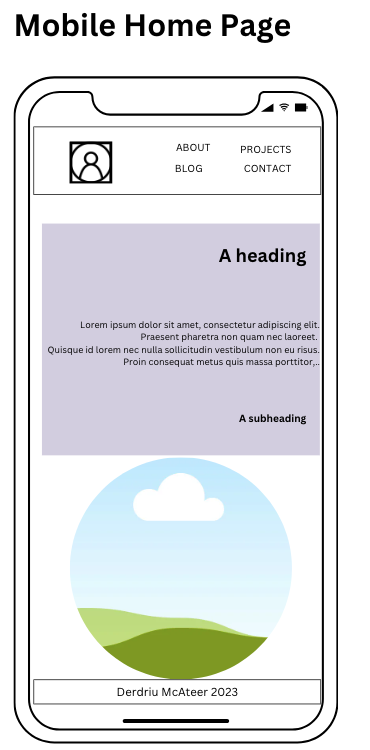 Mobile Home Page
ABOUT PROJECTS
BLOG CONTACT
A heading
Lorem ipsum dolor sit amet, consectetur adipiscing elit.
Praesent pharetra non quam nec laoreet.
Quisque id lorem nec nulla sollicitudin vestibulum non eu risus.
Proin consequat metus quis massa porttitor,..
A subheading
Derdriu McAteer 2023